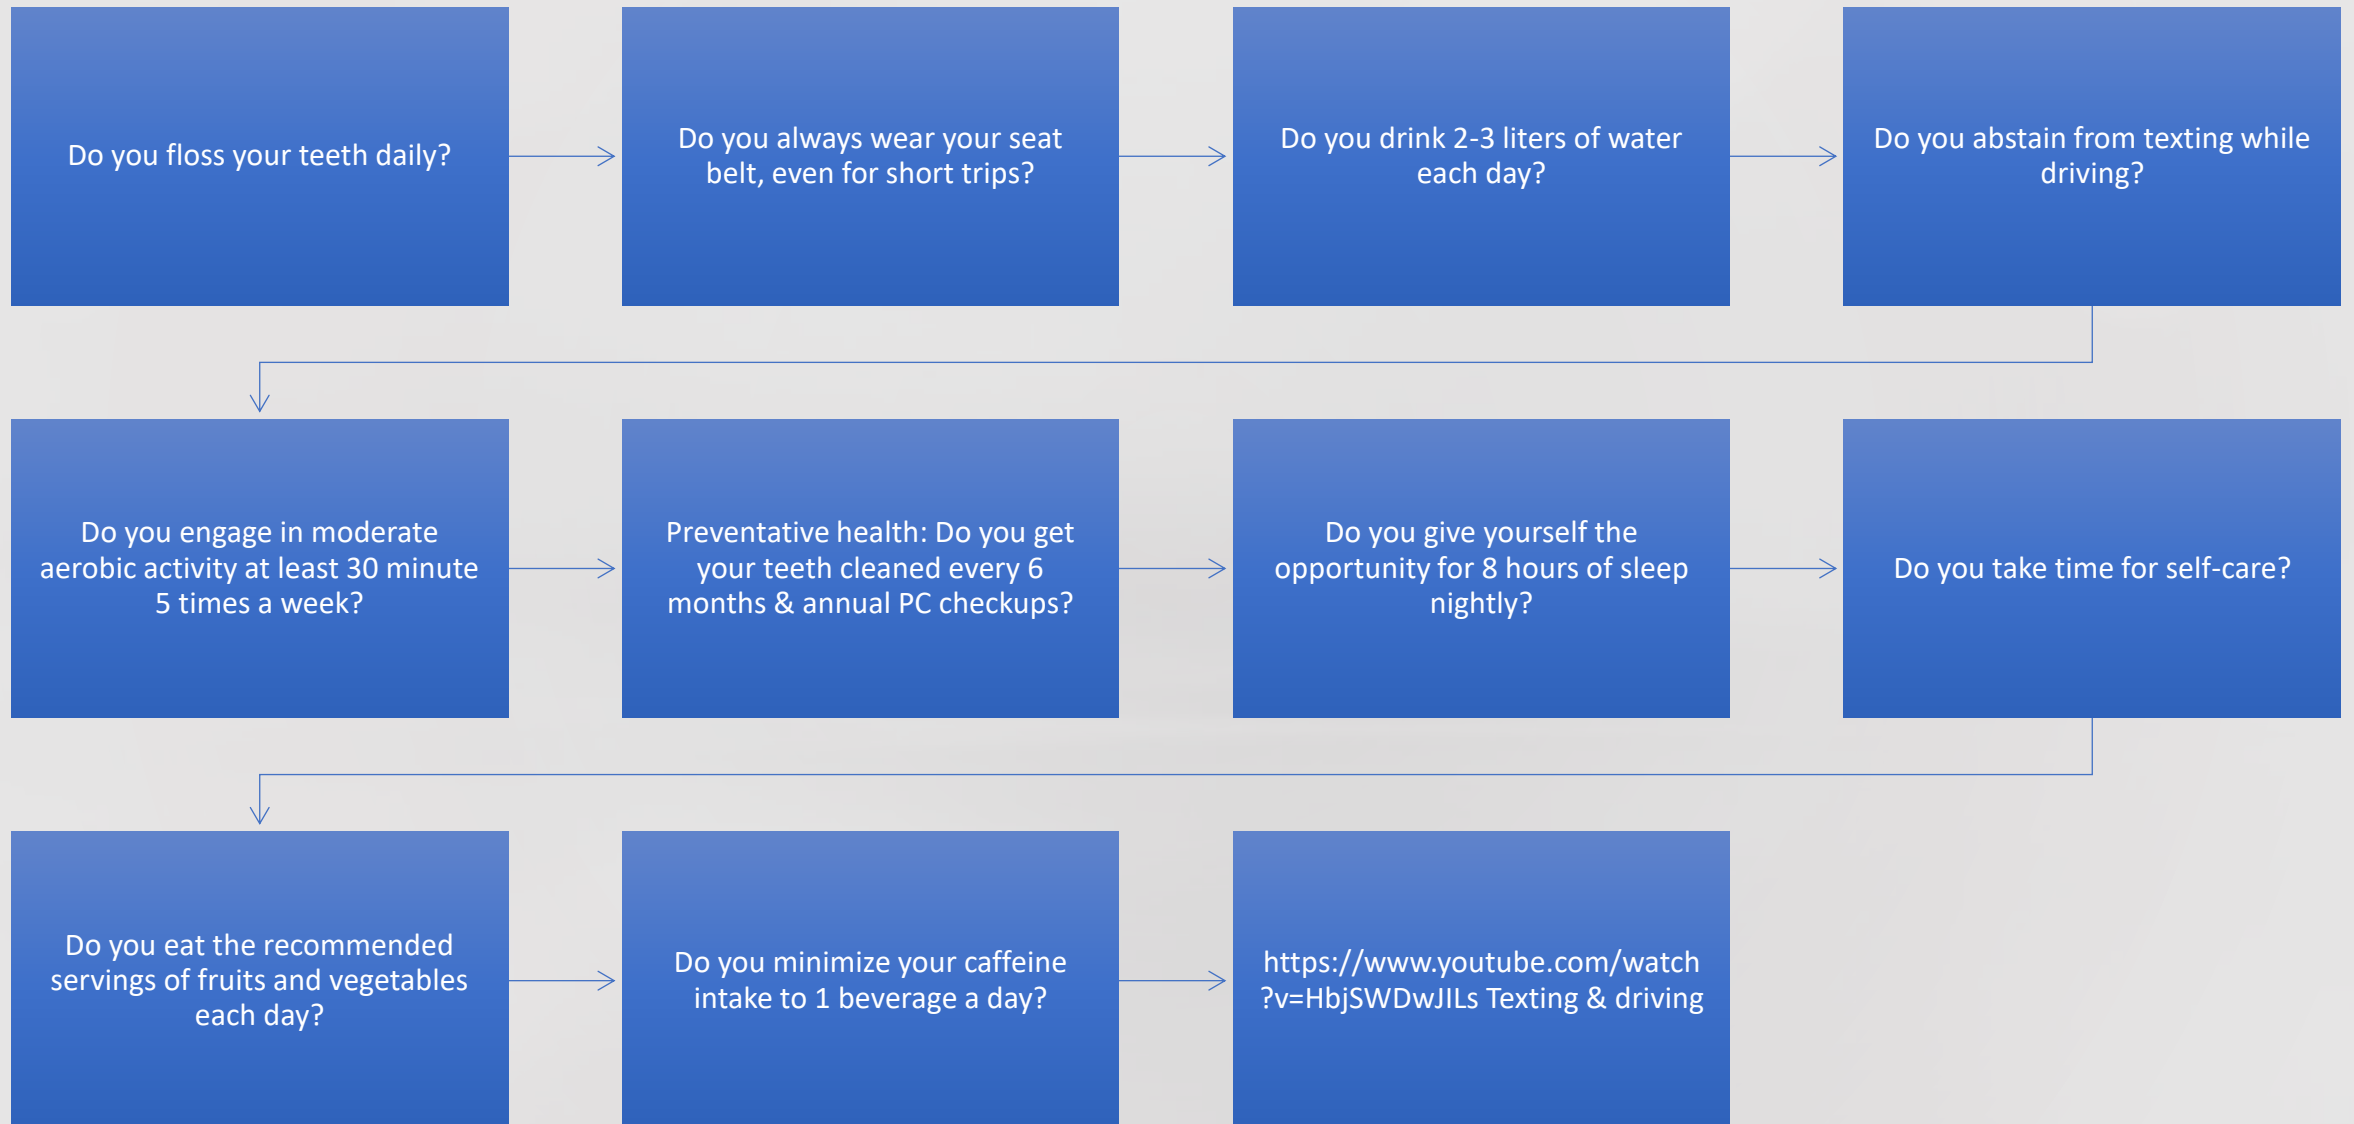 Do you floss your teeth daily?
Do you always wear your seat
belt, even for short trips?
Do you drink 2-3 liters of water
each day?
Do you abstain from texting while
driving?
Do you engage in moderate
aerobic activity at least 30 minute
5 times a week?
Preventative health: Do you get
your teeth cleaned every 6
months & annual PC checkups?
Do you give yourself the
opportunity for 8 hours of sleep
nightly?
Do you take time for self-care?
Do you eat the recommended
servings of fruits and vegetables
each day?
Do you minimize your caffeine
intake to 1 beverage a day?
https://www.youtube.com/watch
?v=HbjSWDwJILs Texting & driving